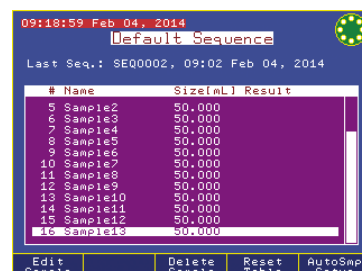 09:18:59 Feb 04, 2014
Default Sequence
Last Seq.: SEQ0002, 09:02 Feb 04, 2014
# Name Size[mL] Result
5 Sample2 50.000
6 Sample3 50.000
7 Sample4 50.000
8 Sample5 50.000
9 Sample6 50.000
10 Sample7 50.000
11 Sample8 50.000
12 Sample9 50.000
13 Sample10 50.000
14 Sample11 50.000
15 Sample12 50.000
16 Sample13 50.000
Edit Delete Reset AutoSmp
Sample Sample Table Setup